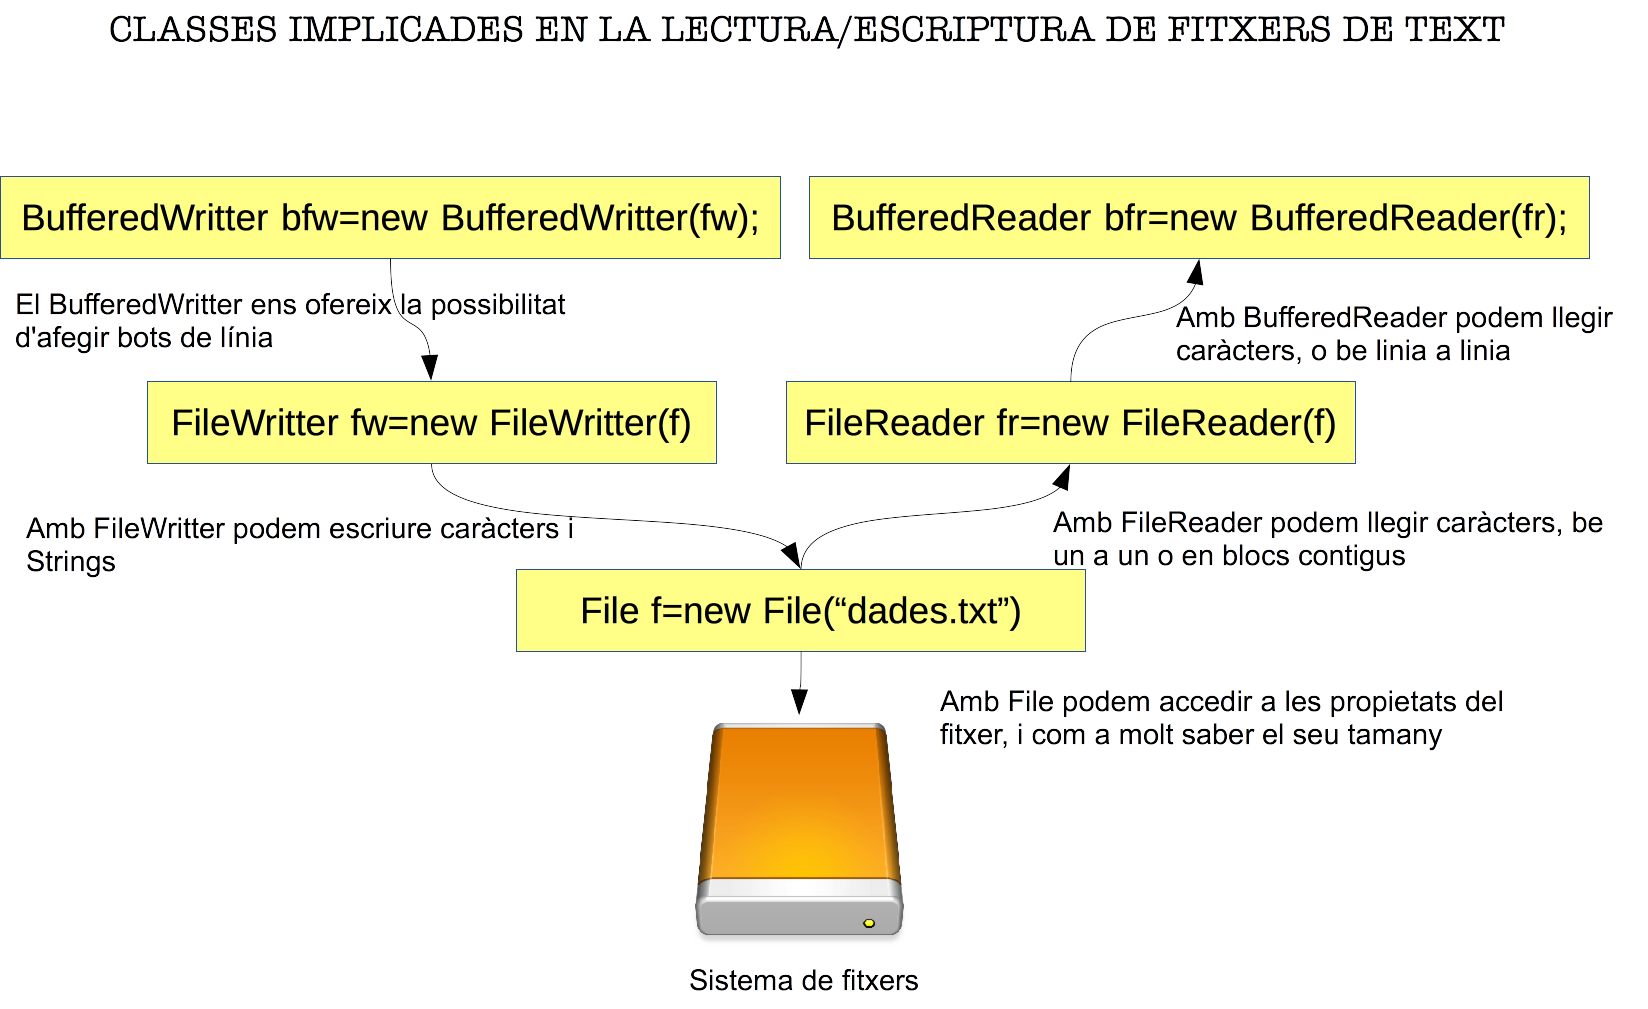 CLASSES IMPLICADES EN LA LECTURA/ESCRIPTURA DE FITXERS DE TEXT
BufferedWritter bfw=new BufferedWritter(fw);
BufferedReader bfr=new BufferedReader(fr);
El BufferedWritter ens ofereix la possibilitat
d'afegir bots de línia
Amb BufferedReader podem llegir
caràcters, o be linia a linia
FileWritter fw=new FileWritter(f)
FileReader fr=new FileReader(f)
Amb FileWritter podem escriure caràcters i
Strings
Amb FileReader podem llegir caràcters, be
un a un o en blocs contigus
File f=new File(“dades.txt”)
Amb File podem accedir a les propietats del
fitxer, i com a molt saber el seu tamany
Sistema de fitxers